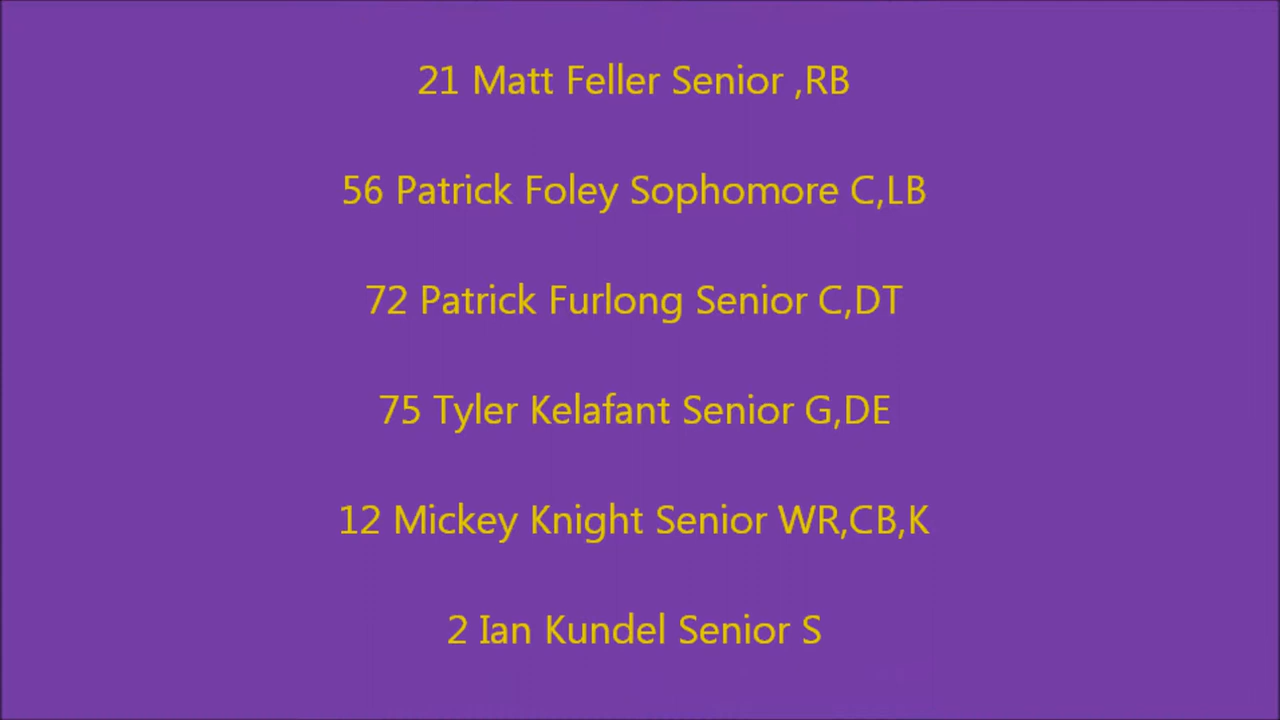 21 Matt Feller Senior ,RB
56 Patrick Foley Sophomore C,LB
72 Patrick Furlong Senior C,DT
75 Tyler Kelafant Senior G,DE
12 Mickey Knight Senior WR,CB,K
2 Ian Kundel Senior S